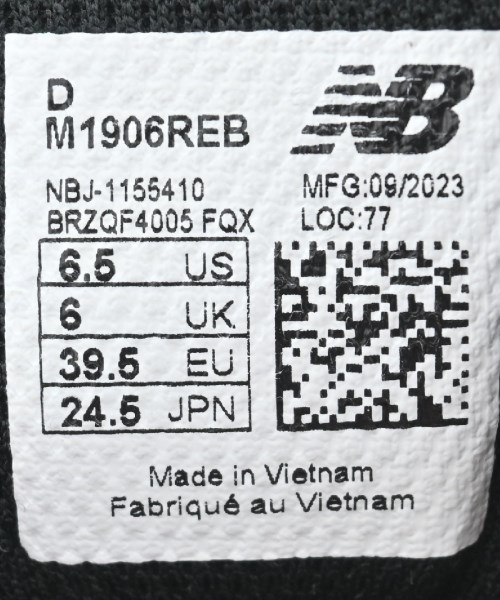 D
M1906REB
NB
NBJ-1155410
MFG:09/2023
BRZQF4005 FQX
LOC:77
6.5 US
6 UK
39.5 EU
24.5 JPN
Made in Vietnam
Fabriqué au Vietnam